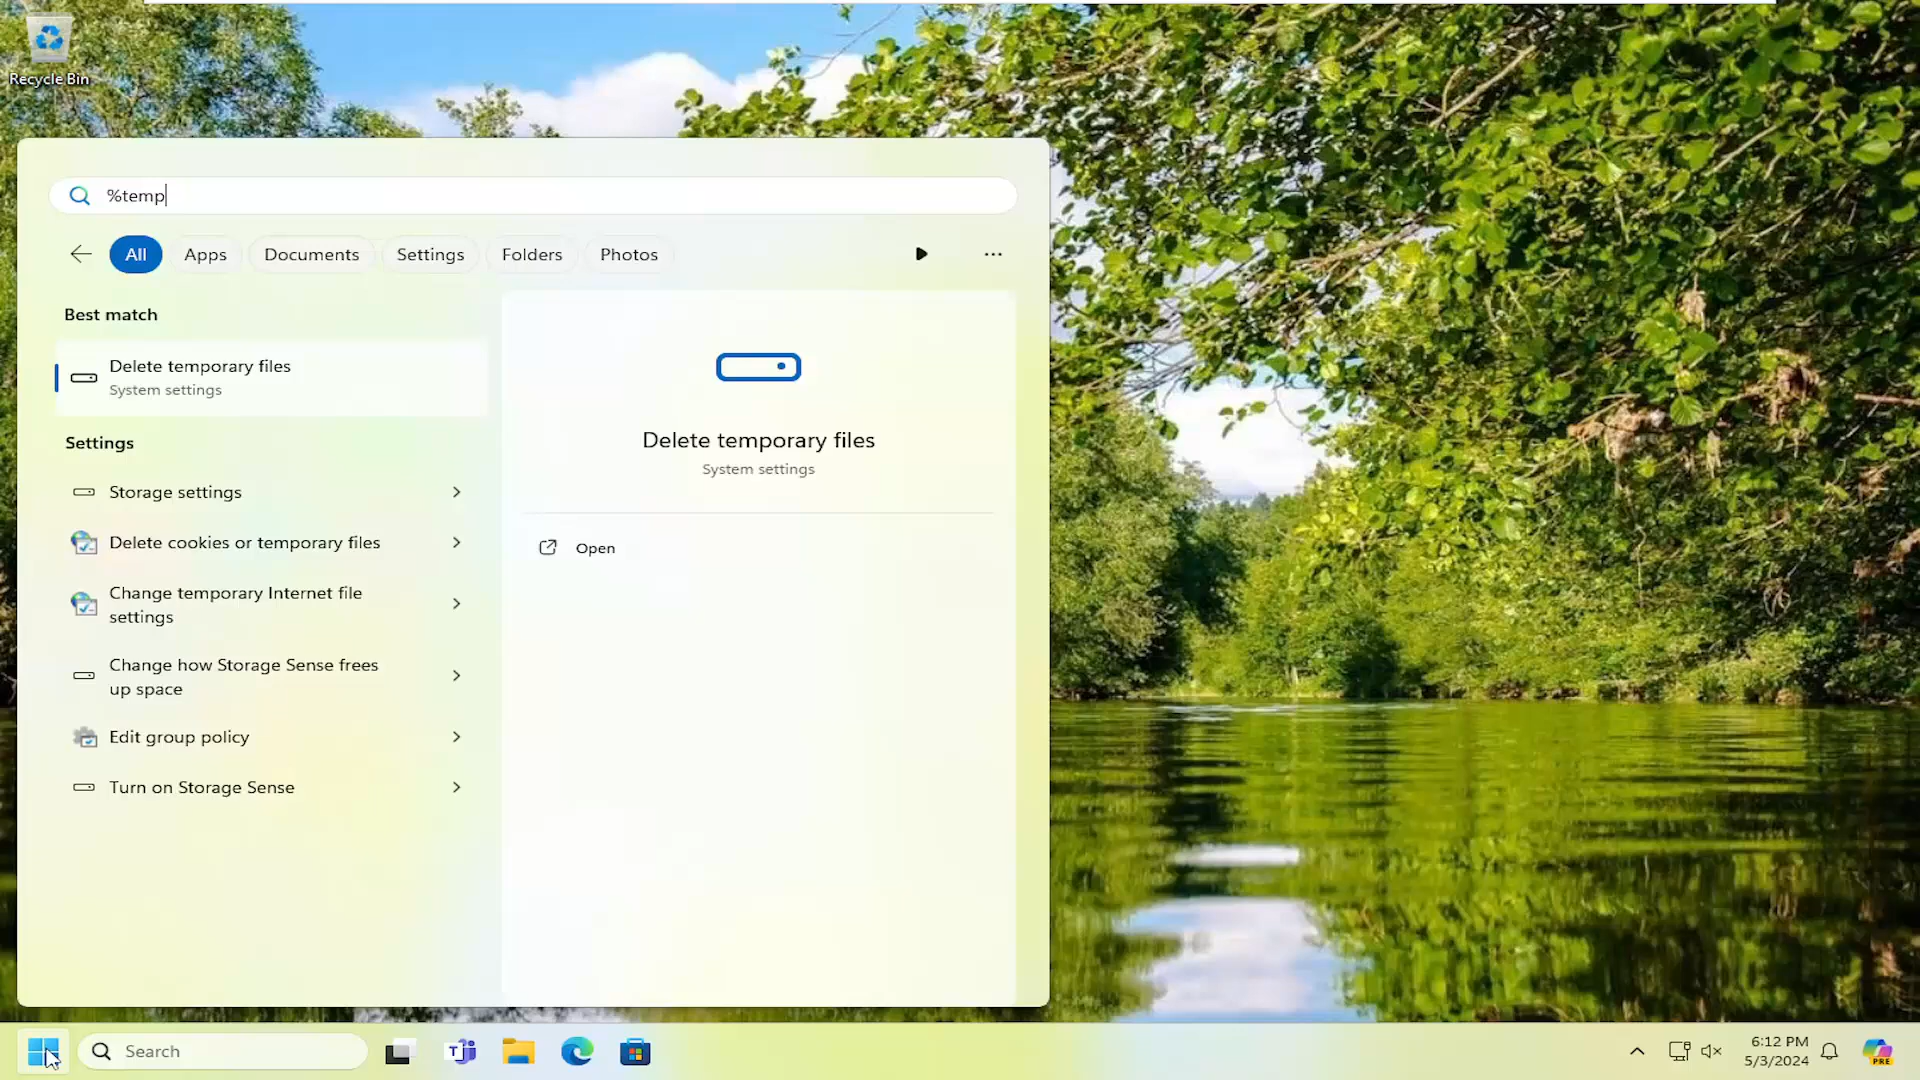 Recycle Bin
%temp
All
Apps
Documents
Settings
Folders
Photos
Best match
Delete temporary files
System settings
Settings
Storage settings
Delete cookies or temporary files
Change temporary Internet file
settings
Change how Storage Sense frees
up space
Edit group policy
Turn on Storage Sense
Delete temporary files
System settings
Open
Search
6:12 PM
5/3/2024
PRE